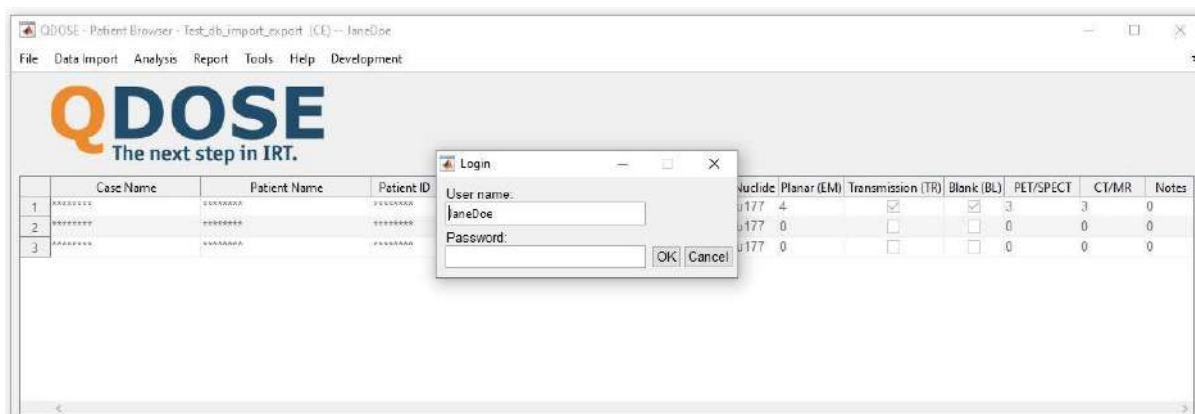 QDOSE - Patient Browser - Test_db_import_export (CE) -- JaneDoe
File Data Import Analysis Report Tools Help Development
QDOSE
The next step in IRT.
Login
User name:
JaneDoe
Password:
OK Cancel
Case Name Patient Name Patient ID Nuclide Planar (EM) Transmission (TR) Blank (BL) PET/SPECT CT/MR Notes
1 ******** ******** ******** u177 4 3 3 0
2 ******** ******** ******** u177 0 0 0 0
3 ******** ******** ******** u177 0 0 0 0